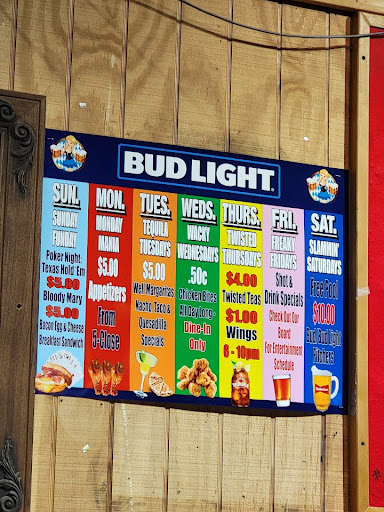 BUD LIGHT
SUN.
SUNDAY
FUNDAY
Poker Night
Texas Hold'Em
$5.00
Bloody Mary
$5.00
Bacon Egg & Cheese
Breakfast Sandwich
MON.
MONDAY
MANIA
$5.00
Appetizers
From
5-Close
TUES.
TEQUILA
TUESDAYS
$5.00
Well Margaritas
Nacho, Taco &
Quesadilla
Specials
WEDS.
WACKY
WEDNESDAYS
.50c
Chicken Bites
All Day Long-
Dine-In
Only
THURS.
TWISTED
THURSDAYS
$4.00
Twisted Teas
$1.00
Wings
8 - 10pm
FRI.
FREAKY
FRIDAYS
Shot &
Drink Specials
Check Out Our
Board
For Entertainment
Schedule
SAT.
SLAMMIN'
SATURDAYS
Free Pool
$10.00
Bud/Bud Light
Pitchers